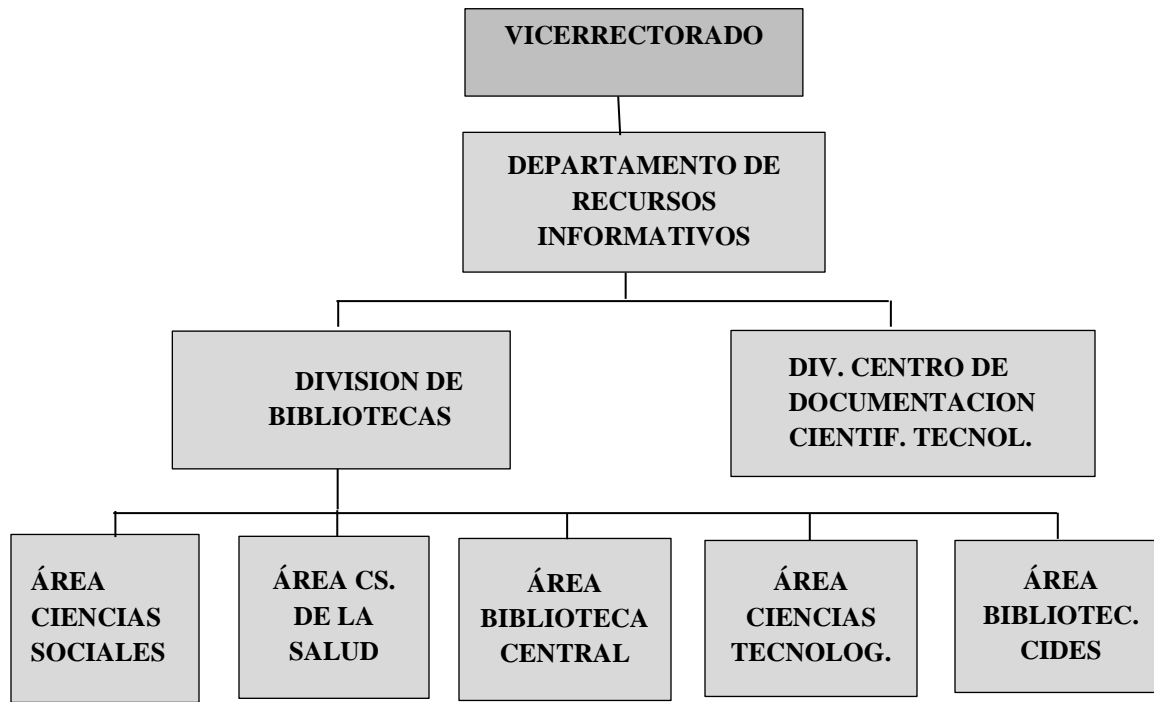 VICERRECTORADO
DEPARTAMENTO DE
RECURSOS
INFORMATIVOS
DIVISION DE
BIBLIOTECAS
DIV. CENTRO DE
DOCUMENTACION
CIENTIF. TECNOL.
ÁREA
CIENCIAS
SOCIALES
ÁREA CS.
DE LA
SALUD
ÁREA
BIBLIOTECA
CENTRAL
ÁREA
CIENCIAS
TECNOLOG.
ÁREA
BIBLIOTEC.
CIDES